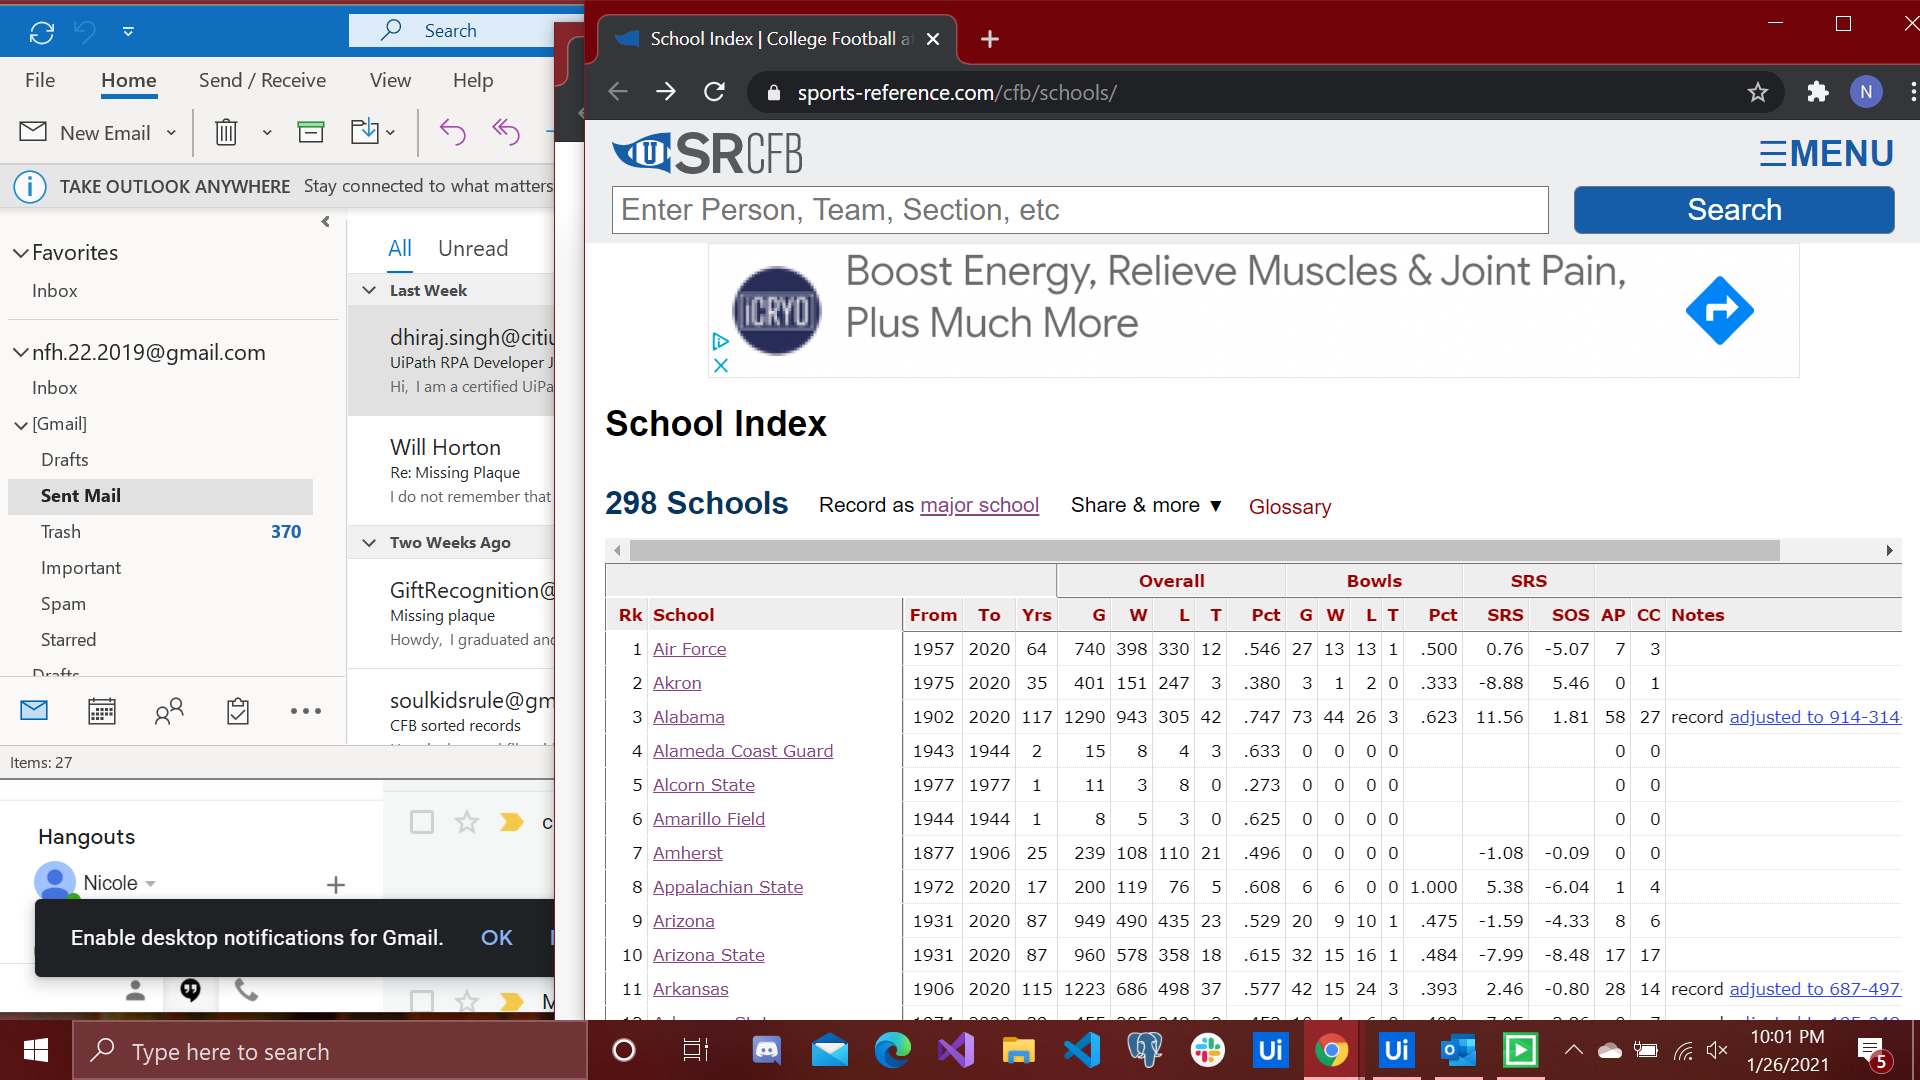 Search
File Home Send / Receive View Help
New Email
TAKE OUTLOOK ANYWHERE Stay connected to what matters
Favorites
Inbox
nfh.22.2019@gmail.com
Inbox
[Gmail]
Drafts
Sent Mail
Trash 370
Important
Spam
Starred
Drafts
Items: 27
All Unread
Last Week
dhiraj.singh@citiu
UiPath RPA Developer J
Hi, I am a certified UiPa
Will Horton
Re: Missing Plaque
I do not remember that
Two Weeks Ago
GiftRecognition@
Missing plaque
Howdy, I graduated and
soulkidsrule@gm
CFB sorted records
Hangouts
Nicole
Enable desktop notifications for Gmail. OK
c
M
School Index | College Football a
sports-reference.com/cfb/schools/
N
U SR CFB
MENU
Enter Person, Team, Section, etc
Search
iCRYO
Boost Energy, Relieve Muscles & Joint Pain,
Plus Much More
School Index
298 Schools Record as major school Share & more ▼ Glossary
Overall Bowls SRS
Rk School From To Yrs G W L T Pct G W L T Pct SRS SOS AP CC Notes
1 Air Force 1957 2020 64 740 398 330 12 .546 27 13 13 1 .500 0.76 -5.07 7 3
2 Akron 1975 2020 35 401 151 247 3 .380 3 1 2 0 .333 -8.88 5.46 0 1
3 Alabama 1902 2020 117 1290 943 305 42 .747 73 44 26 3 .623 11.56 1.81 58 27 record adjusted to 914-314-
4 Alameda Coast Guard 1943 1944 2 15 8 4 3 .633 0 0 0 0 0 0
5 Alcorn State 1977 1977 1 11 3 8 0 .273 0 0 0 0 0 0
6 Amarillo Field 1944 1944 1 8 5 3 0 .625 0 0 0 0 0 0
7 Amherst 1877 1906 25 239 108 110 21 .496 0 0 0 0 -1.08 -0.09 0 0
8 Appalachian State 1972 2020 17 200 119 76 5 .608 6 6 0 0 1.000 5.38 -6.04 1 4
9 Arizona 1931 2020 87 949 490 435 23 .529 20 9 10 1 .475 -1.59 -4.33 8 6
10 Arizona State 1931 2020 87 960 578 358 18 .615 32 15 16 1 .484 -7.99 -8.48 17 17
11 Arkansas 1906 2020 115 1223 686 498 37 .577 42 15 24 3 .393 2.46 -0.80 28 14 record adjusted to 687-497-
Type here to search
Ui
Ui
10:01 PM
1/26/2021
5